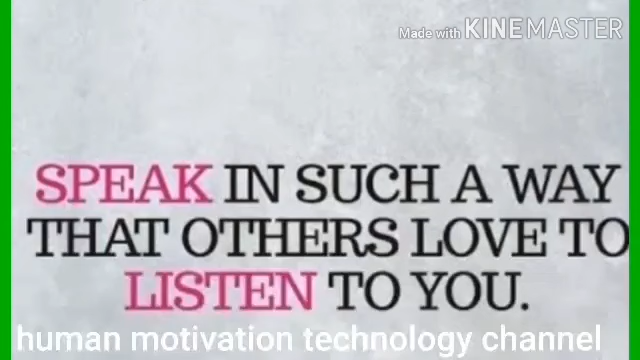 Made with KINEMASTER
SPEAK IN SUCH A WAY
THAT OTHERS LOVE TO
LISTEN TO YOU.
human motivation technology channel